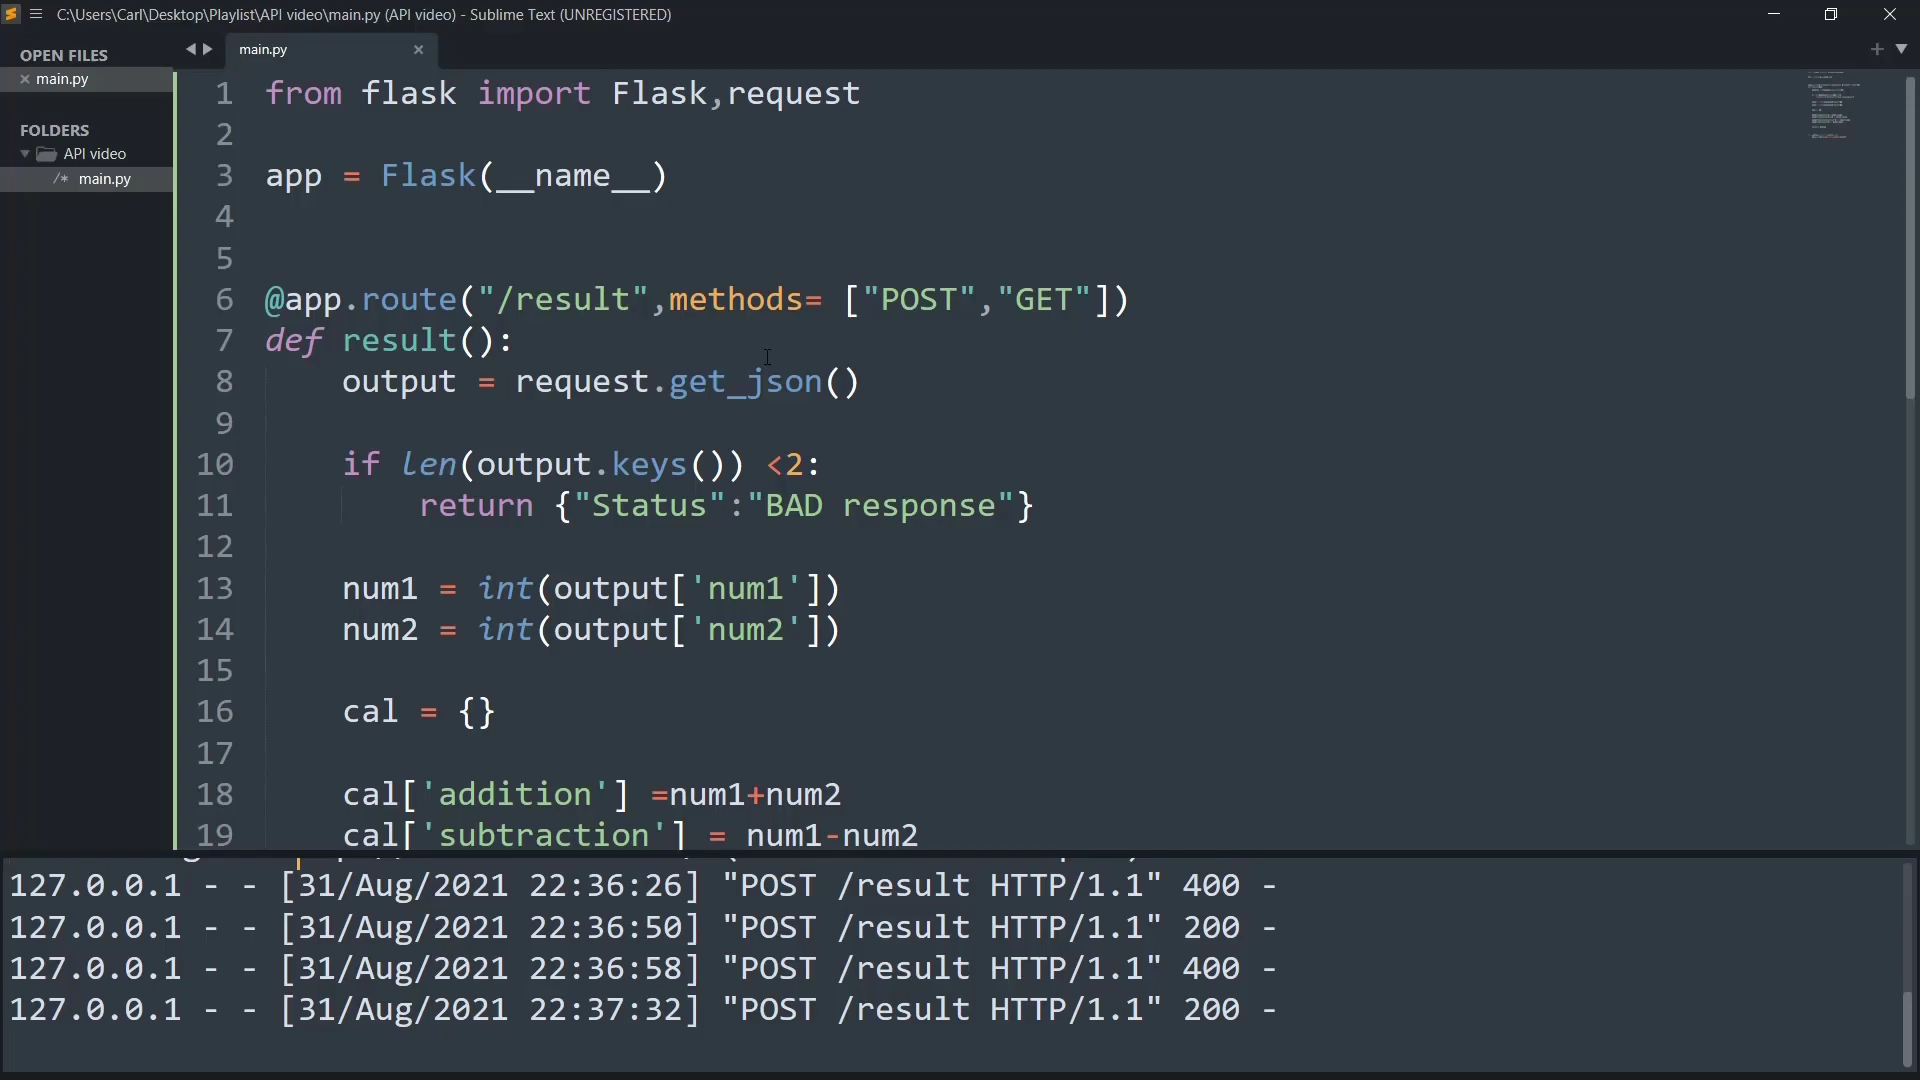 C:\Users\Carl\Desktop\Playlist\API video\main.py (API video) - Sublime Text (UNREGISTERED)
OPEN FILES
main.py
FOLDERS
API video
/* main.py
main.py
1 from flask import Flask,request
2
3 app = Flask(__name__)
4
5
6 @app.route("/result",methods= ["POST","GET"])
7 def result():
8 output = request.get_json()
9
10 if len(output.keys()) <2:
11 return {"Status":"BAD response"}
12
13 num1 = int(output['num1'])
14 num2 = int(output['num2'])
15
16 cal = {}
17
18 cal['addition'] =num1+num2
19 cal['subtraction'] = num1-num2
127.0.0.1 - - [31/Aug/2021 22:36:26] "POST /result HTTP/1.1" 400 -
127.0.0.1 - - [31/Aug/2021 22:36:50] "POST /result HTTP/1.1" 200 -
127.0.0.1 - - [31/Aug/2021 22:36:58] "POST /result HTTP/1.1" 400 -
127.0.0.1 - - [31/Aug/2021 22:37:32] "POST /result HTTP/1.1" 200 -